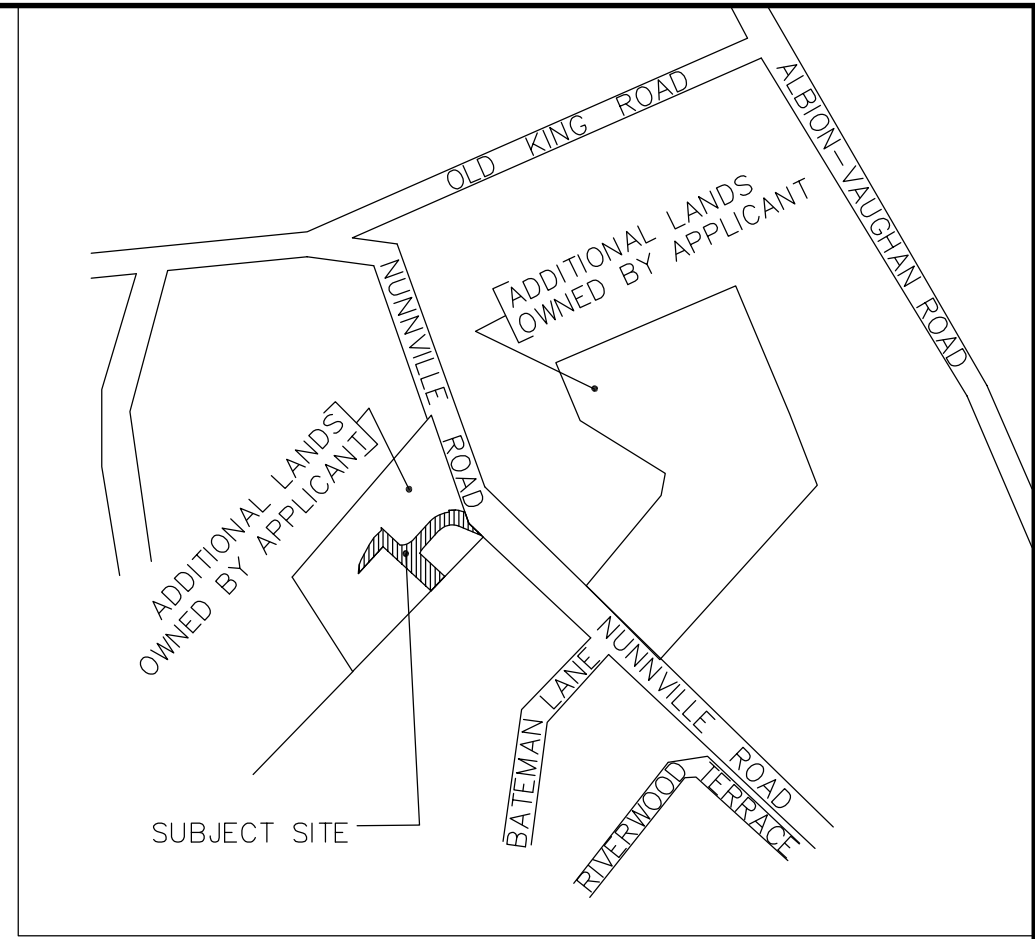 OLD KING ROAD
ALBION-VAUGHAN ROAD
ADDITIONAL LANDS
OWNED BY APPLICANT
NUNNVILLE ROAD
ADDITIONAL LANDS
OWNED BY APPLICANT
NUNNVILLE ROAD
BATEMAN LANE
SUBJECT SITE
RIVERWOOD
TERRACE